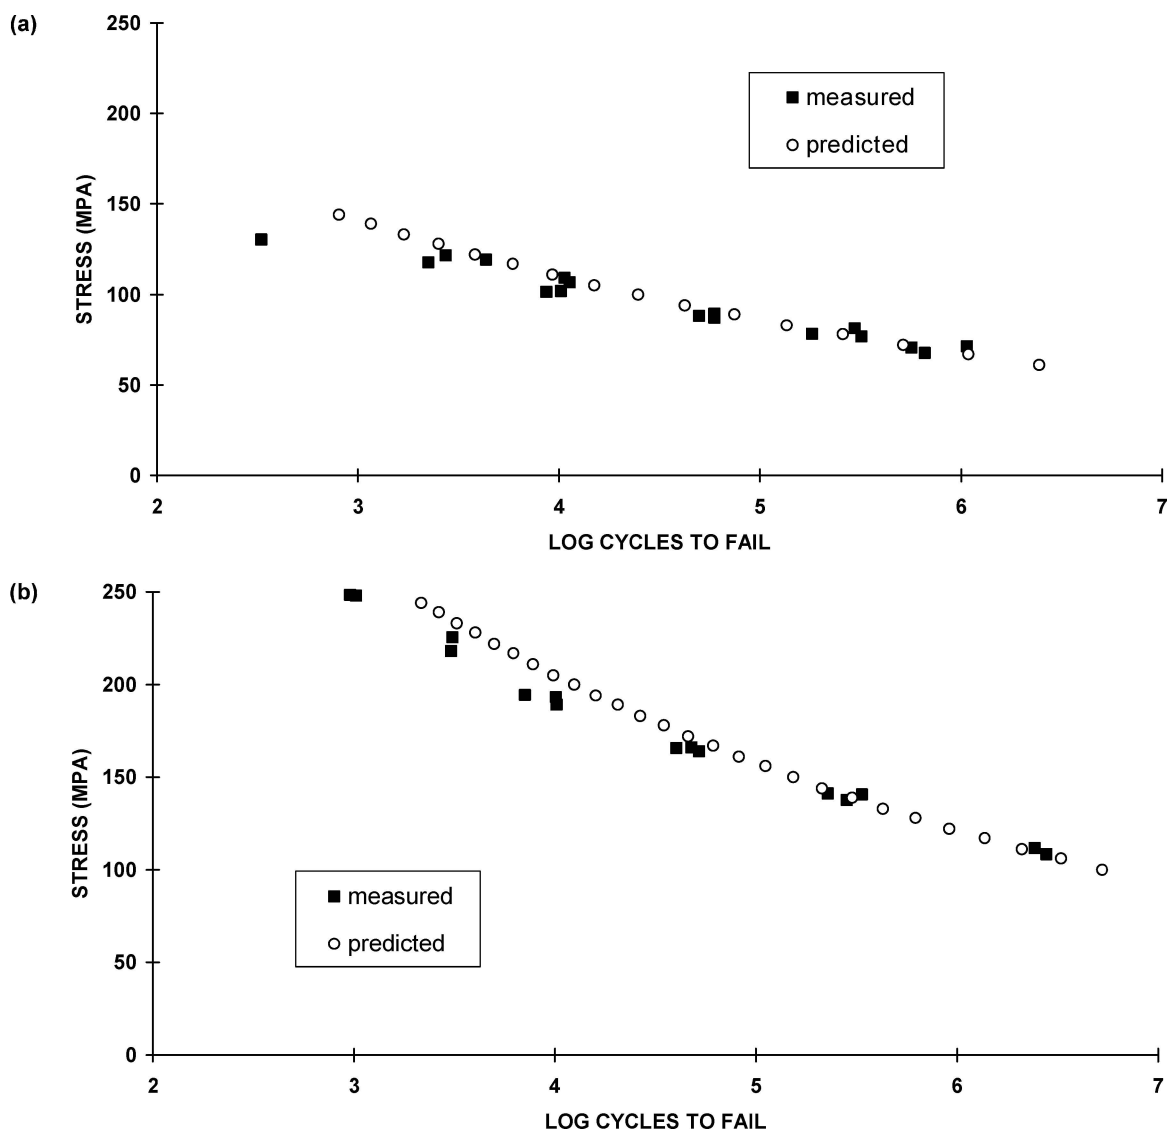 (a)
250
200
150
100
50
0
STRESS (MPA)
measured
predicted
2 3 4 5 6 7
LOG CYCLES TO FAIL
(b)
250
200
150
100
50
0
STRESS (MPA)
measured
predicted
2 3 4 5 6 7
LOG CYCLES TO FAIL